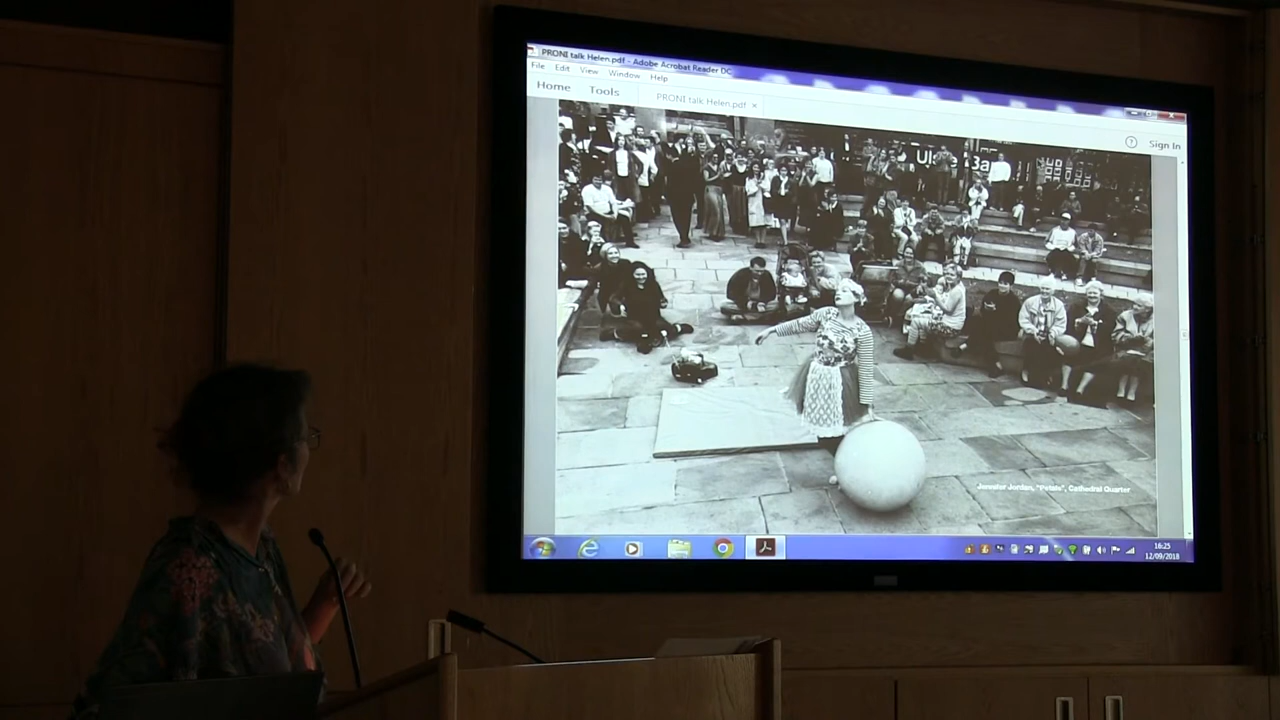 PRONI talk Helen.pdf - Adobe Acrobat Reader DC
File Edit View Window Help
Home Tools PRONI talk Helen.pdf ×
? Sign In
Jennifer Jordan, "Petals", Cathedral Quarter
16:25
12/09/2018